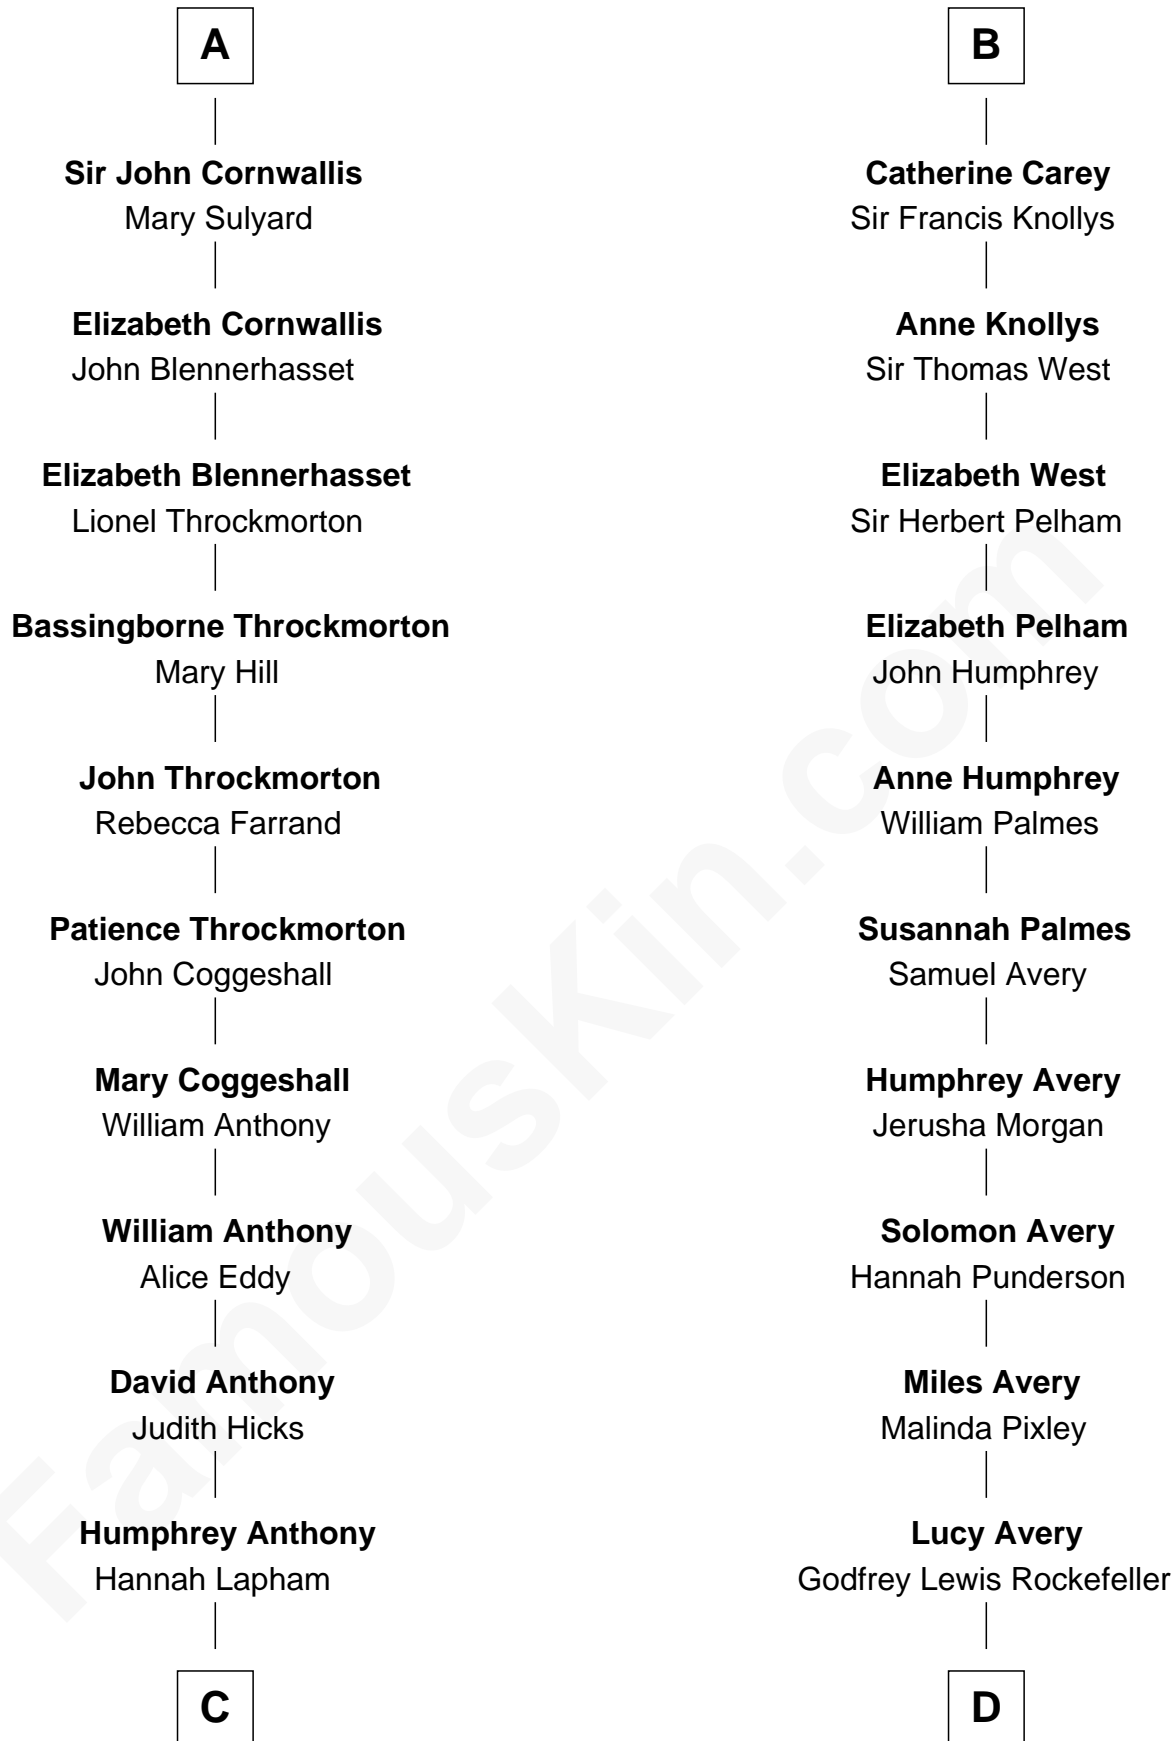 A
Sir John Cornwallis
Mary Sulyard
Elizabeth Cornwallis
John Blennerhasset
Elizabeth Blennerhasset
Lionel Throckmorton
Bassingborne Throckmorton
Mary Hill
John Throckmorton
Rebecca Farrand
Patience Throckmorton
John Coggeshall
Mary Coggeshall
William Anthony
William Anthony
Alice Eddy
David Anthony
Judith Hicks
Humphrey Anthony
Hannah Lapham
C
B
Catherine Carey
Sir Francis Knollys
Anne Knollys
Sir Thomas West
Elizabeth West
Sir Herbert Pelham
Elizabeth Pelham
John Humphrey
Anne Humphrey
William Palmes
Susannah Palmes
Samuel Avery
Humphrey Avery
Jerusha Morgan
Solomon Avery
Hannah Punderson
Miles Avery
Malinda Pixley
Lucy Avery
Godfrey Lewis Rockefeller
D
FamousKin.com